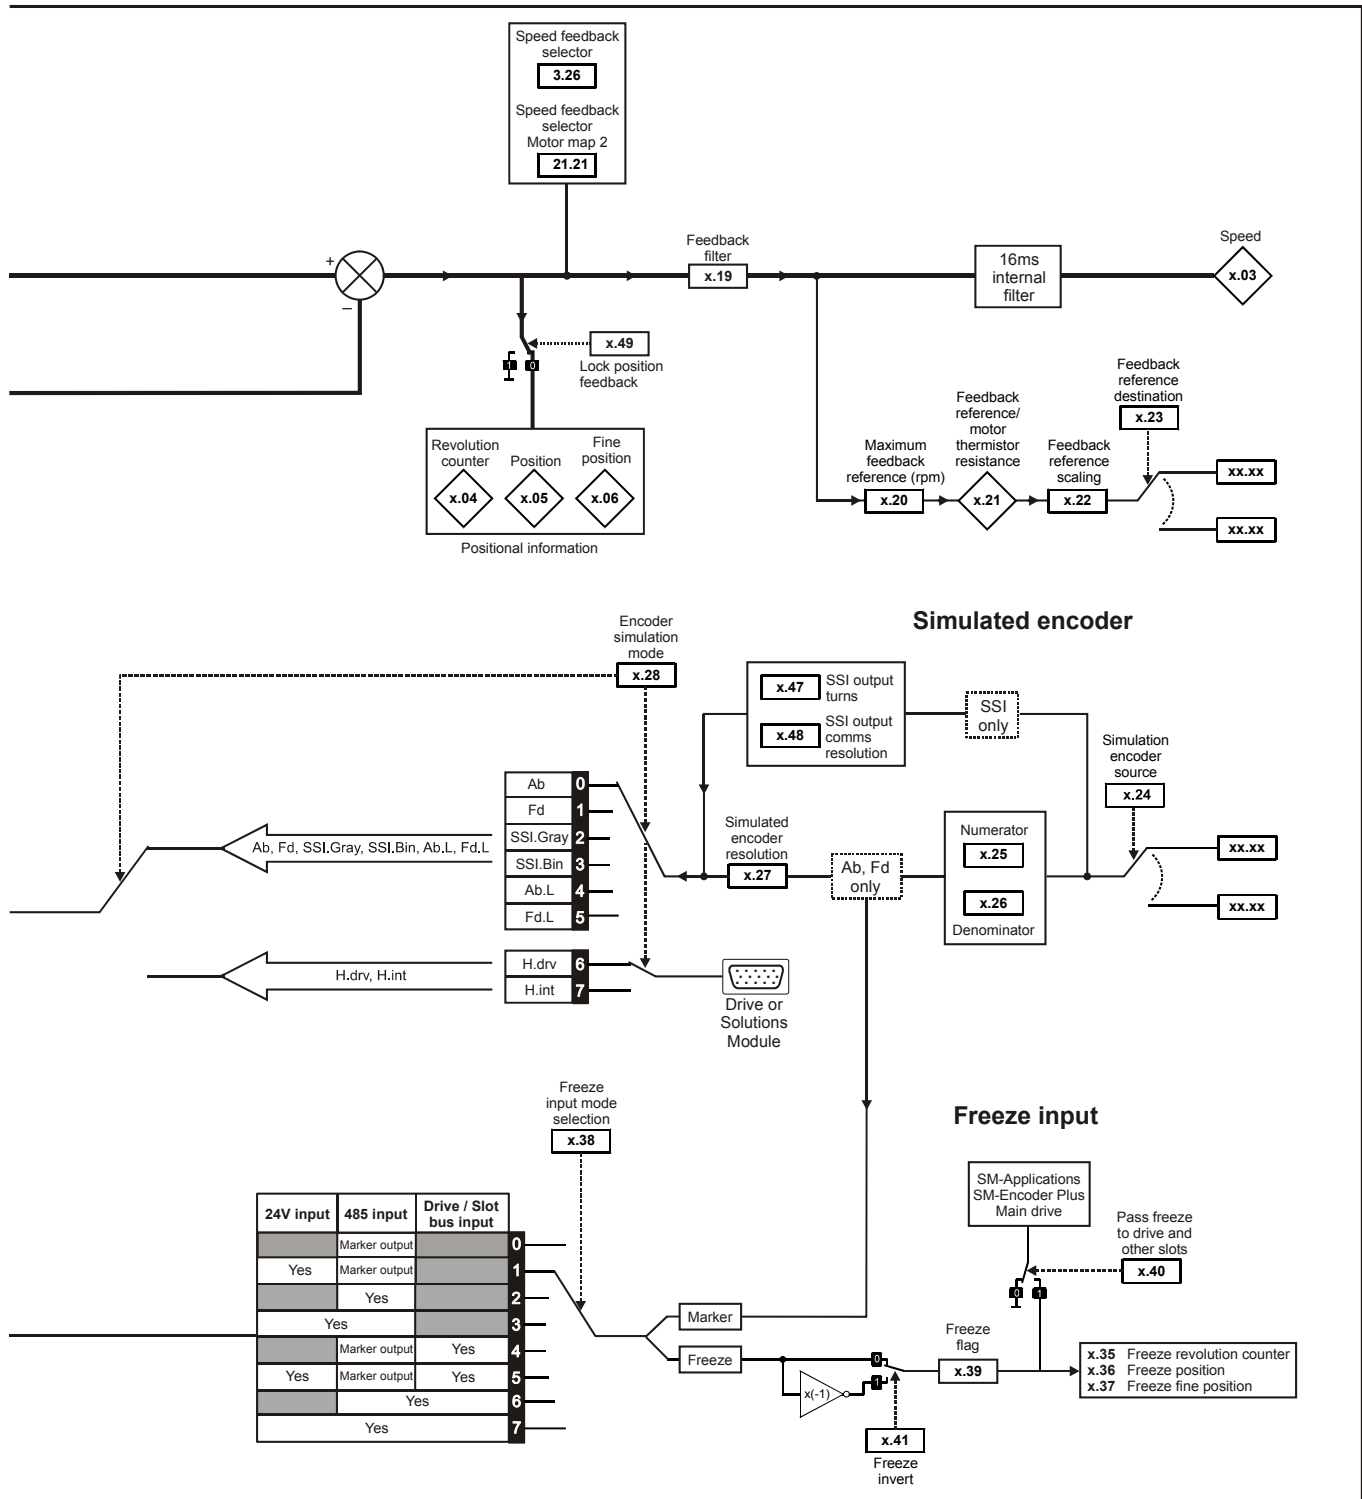 Speed feedback
selector
3.26
Speed feedback
selector
Motor map 2
21.21
+
–
Feedback
filter
x.19
16ms
internal
filter
Speed
x.03
x.49
Lock position
feedback
1 0
Revolution
counter
Position
Fine
position
x.04
x.05
x.06
Positional information
Maximum
feedback
reference (rpm)
x.20
Feedback
reference/
motor
thermistor
resistance
x.21
Feedback
reference
scaling
x.22
Feedback
reference
destination
x.23
xx.xx
xx.xx
Simulated encoder
Encoder
simulation
mode
x.28
x.47 SSI output
turns
x.48 SSI output
comms
resolution
SSI
only
Simulation
encoder
source
x.24
xx.xx
xx.xx
Numerator
x.25
x.26
Denominator
Ab, Fd
only
Simulated
encoder
resolution
x.27
Ab 0
Fd 1
SSI.Gray 2
SSI.Bin 3
Ab.L 4
Fd.L 5
Ab, Fd, SSI.Gray, SSI.Bin, Ab.L, Fd.L
H.drv 6
H.int 7
H.drv, H.int
Drive or
Solutions
Module
Freeze
input mode
selection
x.38
Freeze input
SM-Applications
SM-Encoder Plus
Main drive
Pass freeze
to drive and
other slots
x.40
0 1
24V input 485 input Drive / Slot
bus input
Marker output 0
Yes Marker output 1
Yes 2
Yes 3
Marker output Yes 4
Yes Marker output Yes 5
Yes 6
Yes 7
Marker
Freeze
x(-1)
0
1
x.41
Freeze
invert
Freeze
flag
x.39
x.35 Freeze revolution counter
x.36 Freeze position
x.37 Freeze fine position